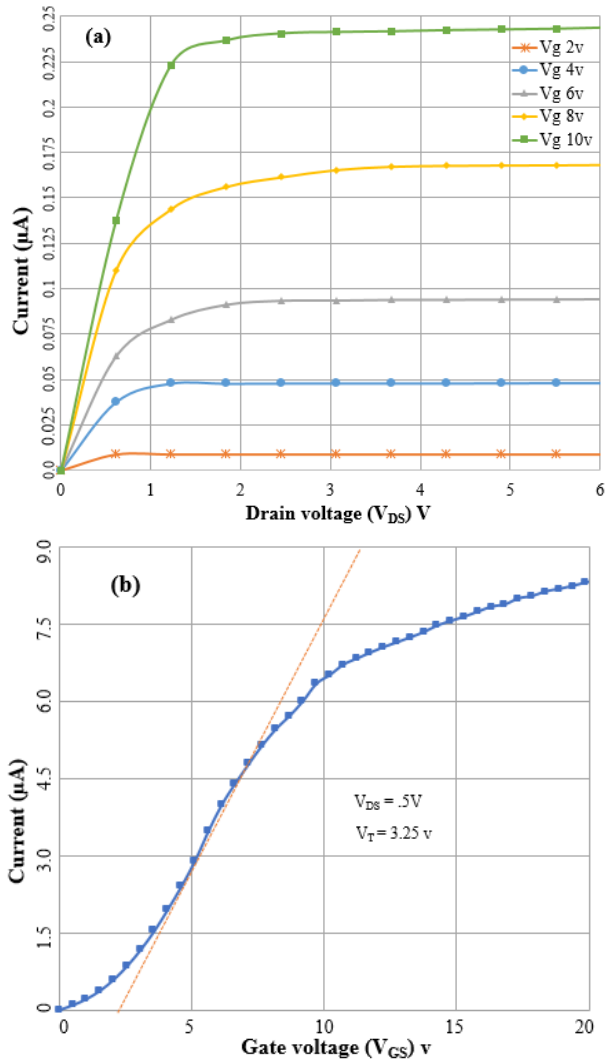 (a)
Vg 2v
Vg 4v
Vg 6v
Vg 8v
Vg 10v
Current (μA)
0.25
0.225
0.2
0.175
0.15
0.125
0.1
0.075
0.05
0.025
0.0
0 1 2 3 4 5 6
Drain voltage (VDS) V
(b)
Current (μA)
9.0
7.5
6.0
4.5
3.0
1.5
0
VDS = .5V
VT = 3.25 v
0 5 10 15 20
Gate voltage (VGS) v